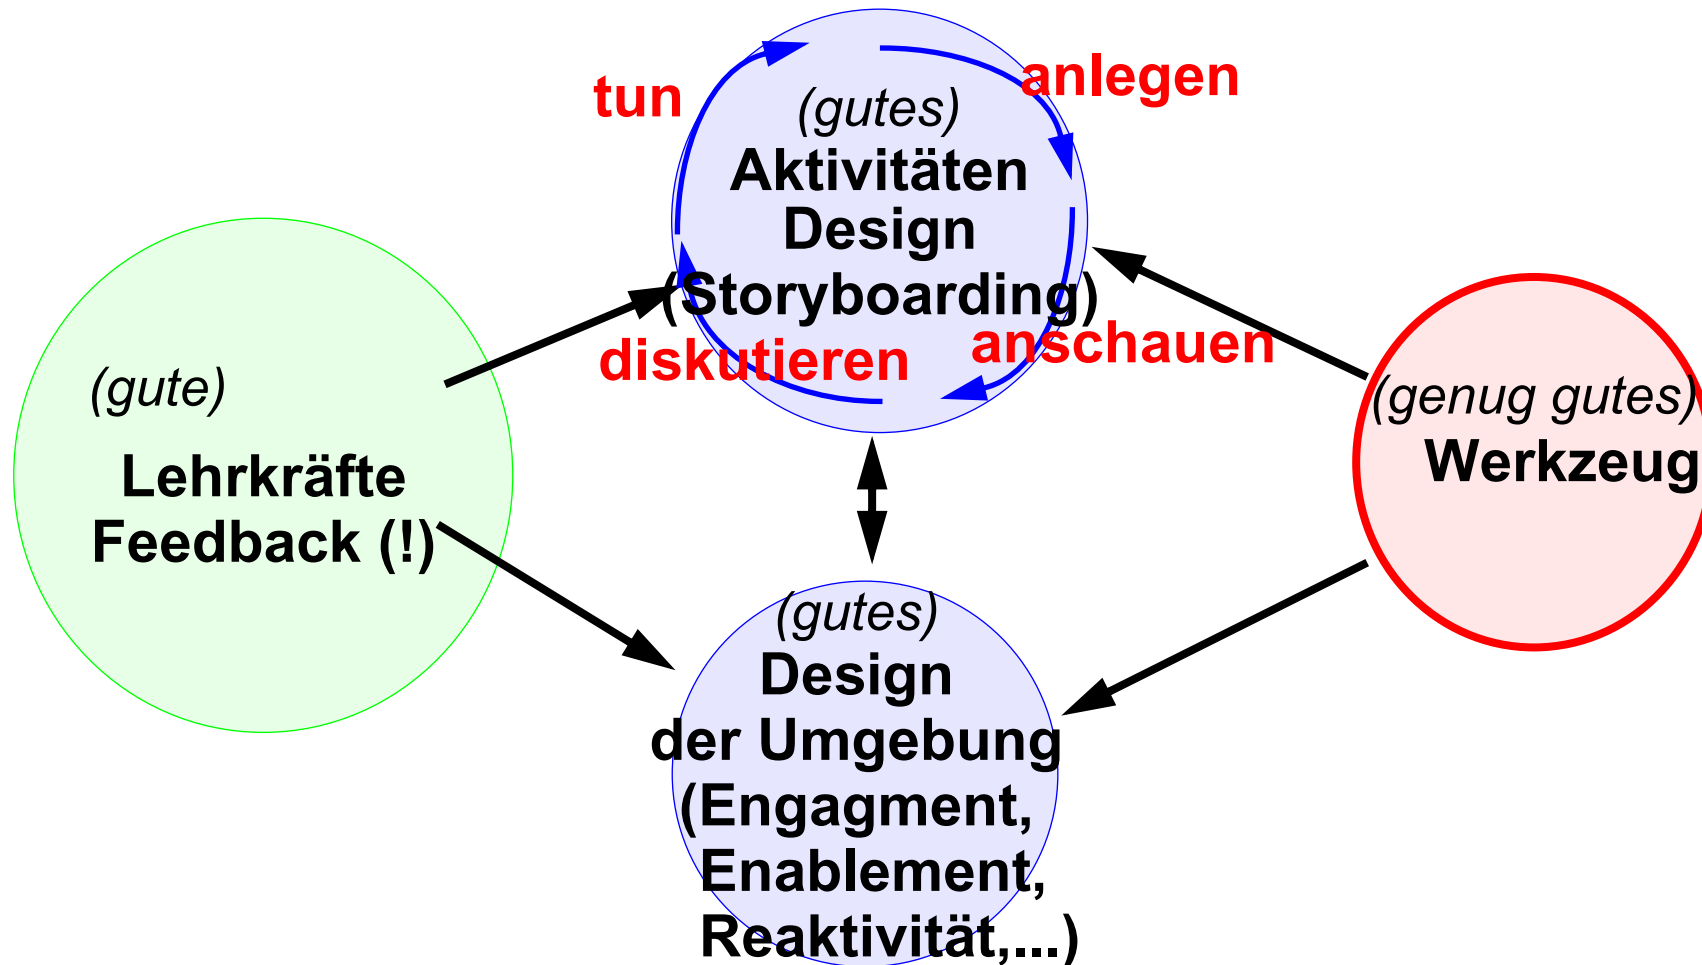 tun
anlegen
(gutes)
Aktivitäten
Design
(Storyboarding)
diskutieren
anschauen
(gute)
Lehrkräfte
Feedback (!)
(genug gutes)
Werkzeug
(gutes)
Design
der Umgebung
(Engagment,
Enablement,
Reaktivität,...)